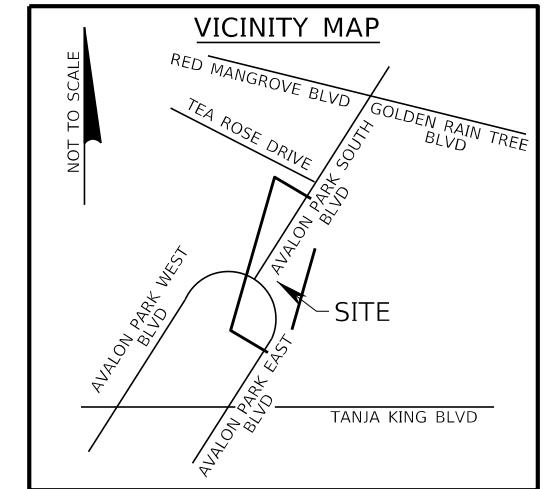 VICINITY MAP
NOT TO SCALE
RED MANGROVE BLVD
GOLDEN RAIN TREE
BLVD
TEA ROSE DRIVE
AVALON PARK SOUTH
BLVD
AVALON PARK WEST
BLVD
SITE
AVALON PARK EAST
BLVD
TANJA KING BLVD